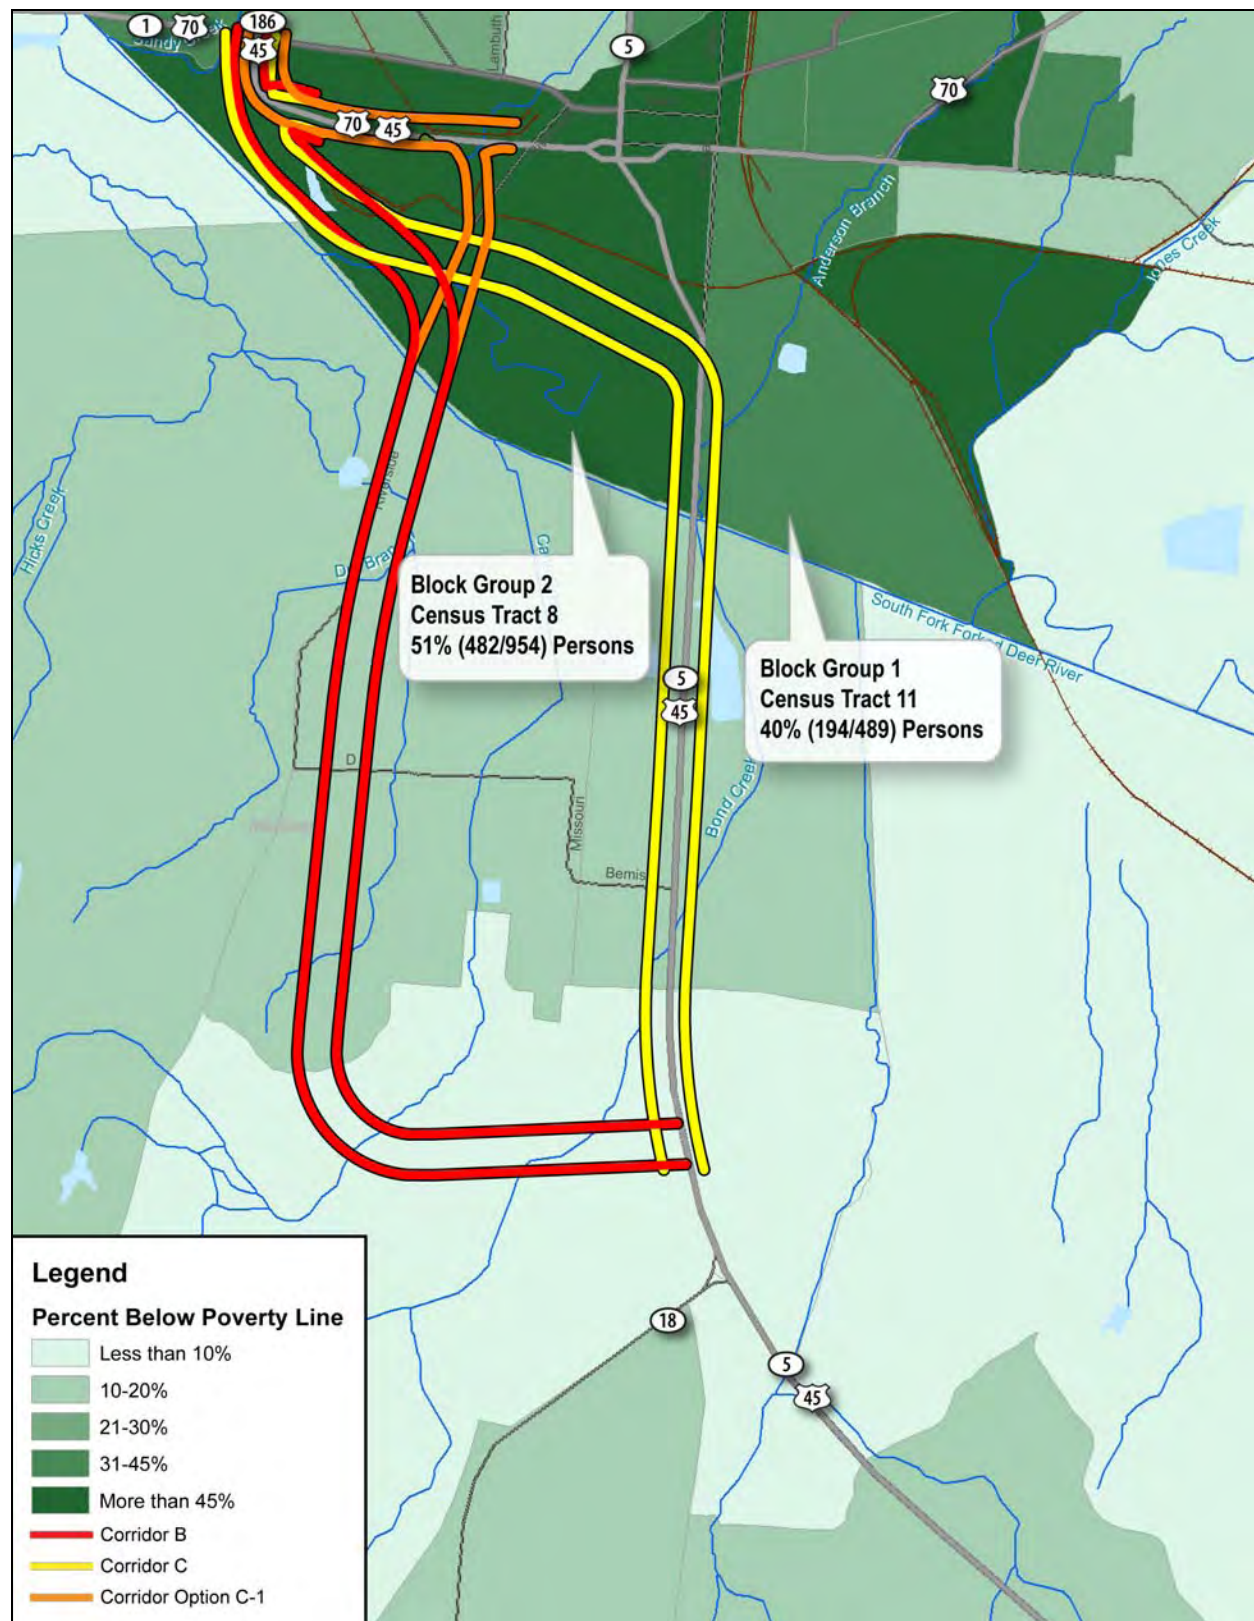 1
70
186
45
Sandy Creek
Lambuth
5
70
70
45
Anderson Branch
Jones Creek
Hicks Creek
Riverside
Block Group 2
Census Tract 8
51% (482/954) Persons
South Fork Forked Deer River
Block Group 1
Census Tract 11
40% (194/489) Persons
5
45
D
Missouri
Bond Creek
Bemis
18
5
45
Legend
Percent Below Poverty Line
Less than 10%
10-20%
21-30%
31-45%
More than 45%
Corridor B
Corridor C
Corridor Option C-1